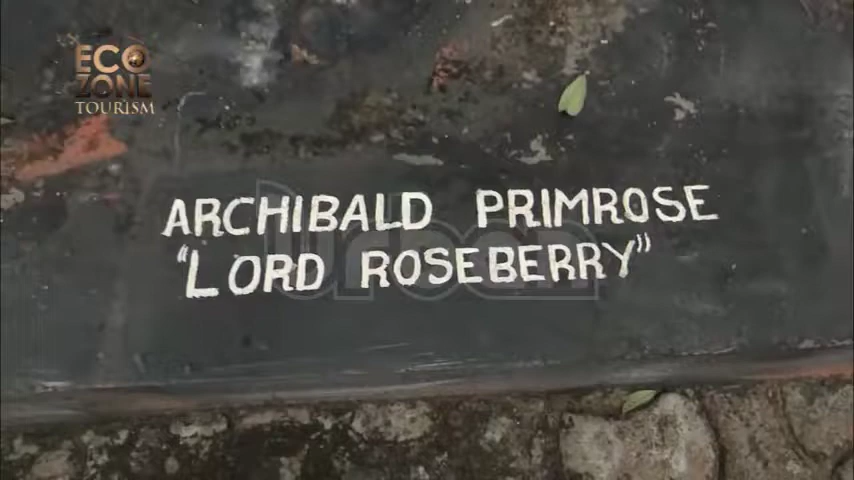 ECO
ZONE
TOURISM
ARCHIBALD PRIMROSE
"LORD ROSEBERRY"
Urban